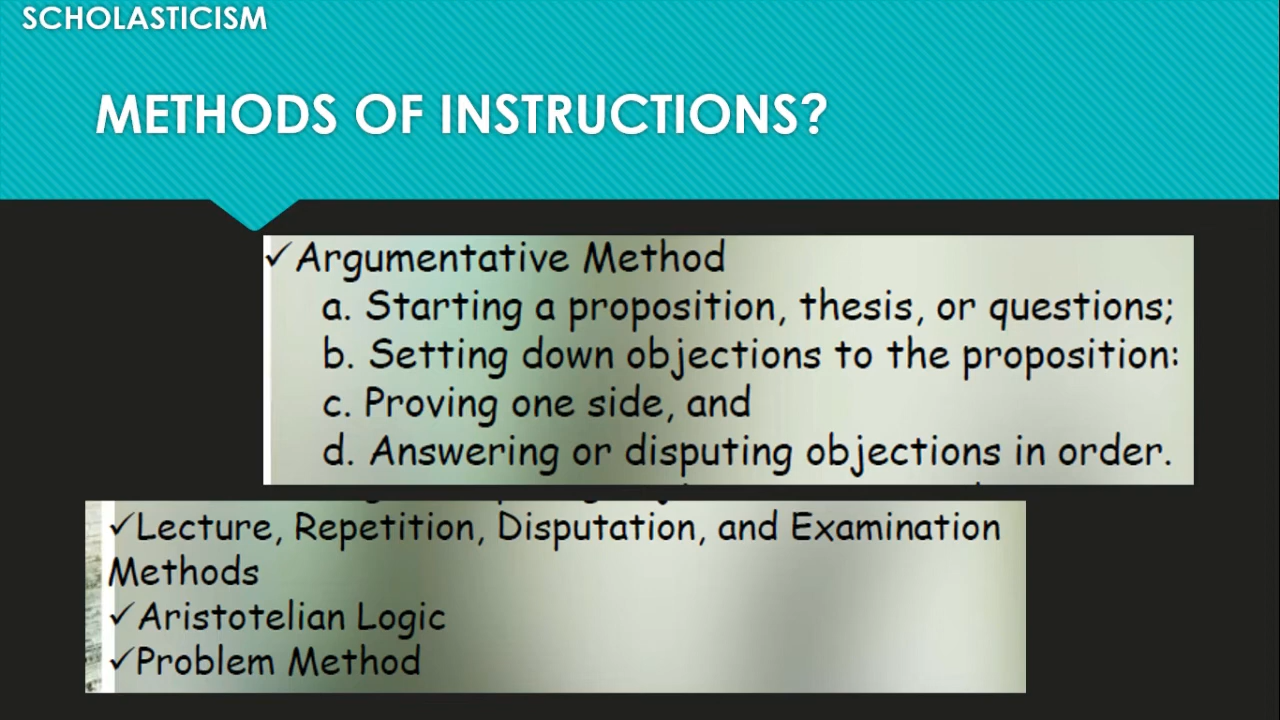 SCHOLASTICISM
METHODS OF INSTRUCTIONS?
✓Argumentative Method
a. Starting a proposition, thesis, or questions;
b. Setting down objections to the proposition:
c. Proving one side, and
d. Answering or disputing objections in order.
✓Lecture, Repetition, Disputation, and Examination
Methods
✓Aristotelian Logic
✓Problem Method